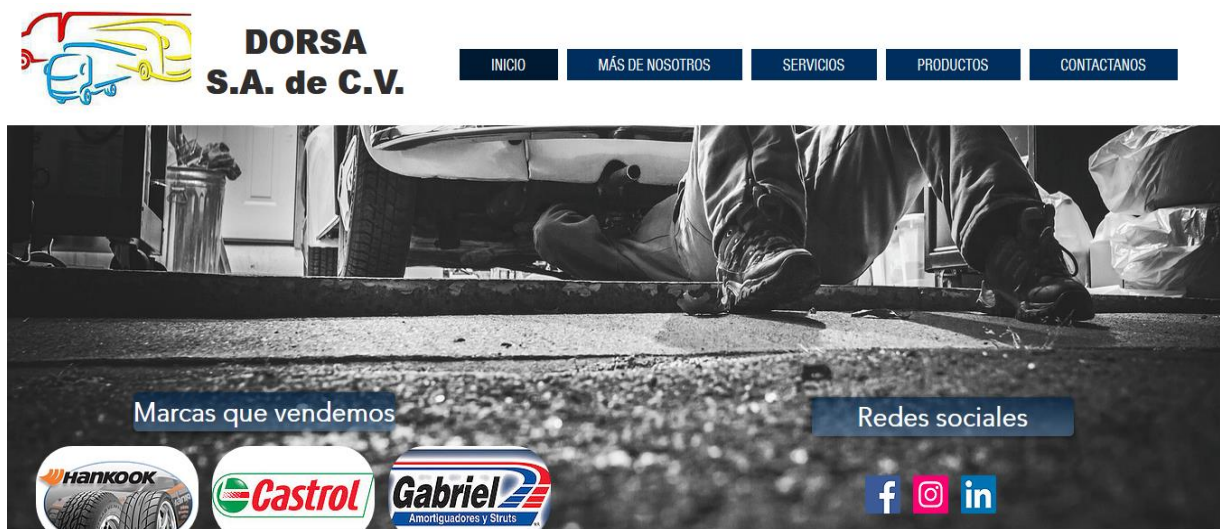 DORSA
S.A. de C.V.
INICIO
MÁS DE NOSOTROS
SERVICIOS
PRODUCTOS
CONTACTANOS
Marcas que vendemos
Redes sociales
HANKOOK
Castrol
Gabriel
Amortiguadores y Struts
f
in